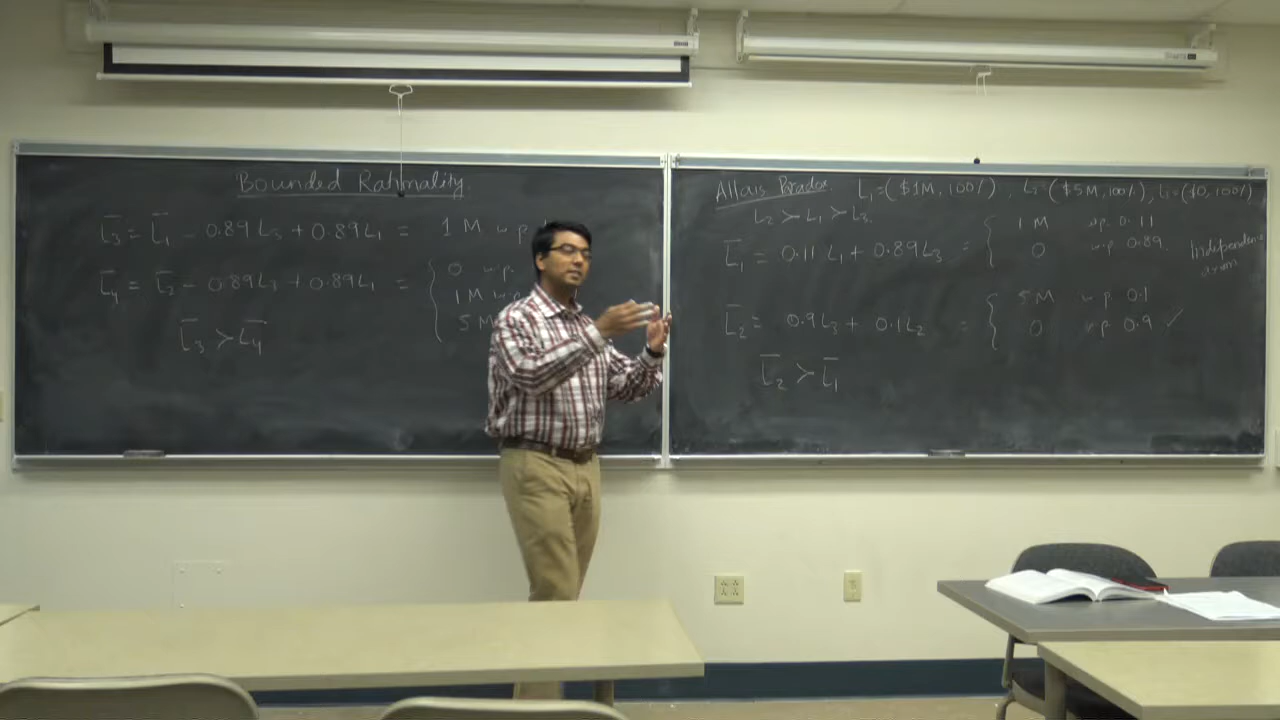 Bounded Rationality
L̄3 = L̄1 - 0.89 L3 + 0.89 L1 = 1 M w p
L̄4 = L̄2 - 0.89 L3 + 0.89 L1 = { 0 w.p.
1 M w
5 M
L̄3 > L̄4
Allais Paradox L1=($1M, 100%), L2=($5M,100%), L3=($0,100%)
L2 > L1 > L3.
L̄1 = 0.11 L1 + 0.89 L3 = { 1 M w.p 0.11
0 w.p 0.89.
Independence
L̄2 = 0.9 L3 + 0.1 L2 = { 5 M w p 0.1
0 w p 0.9 ✓
L̄2 > L̄1